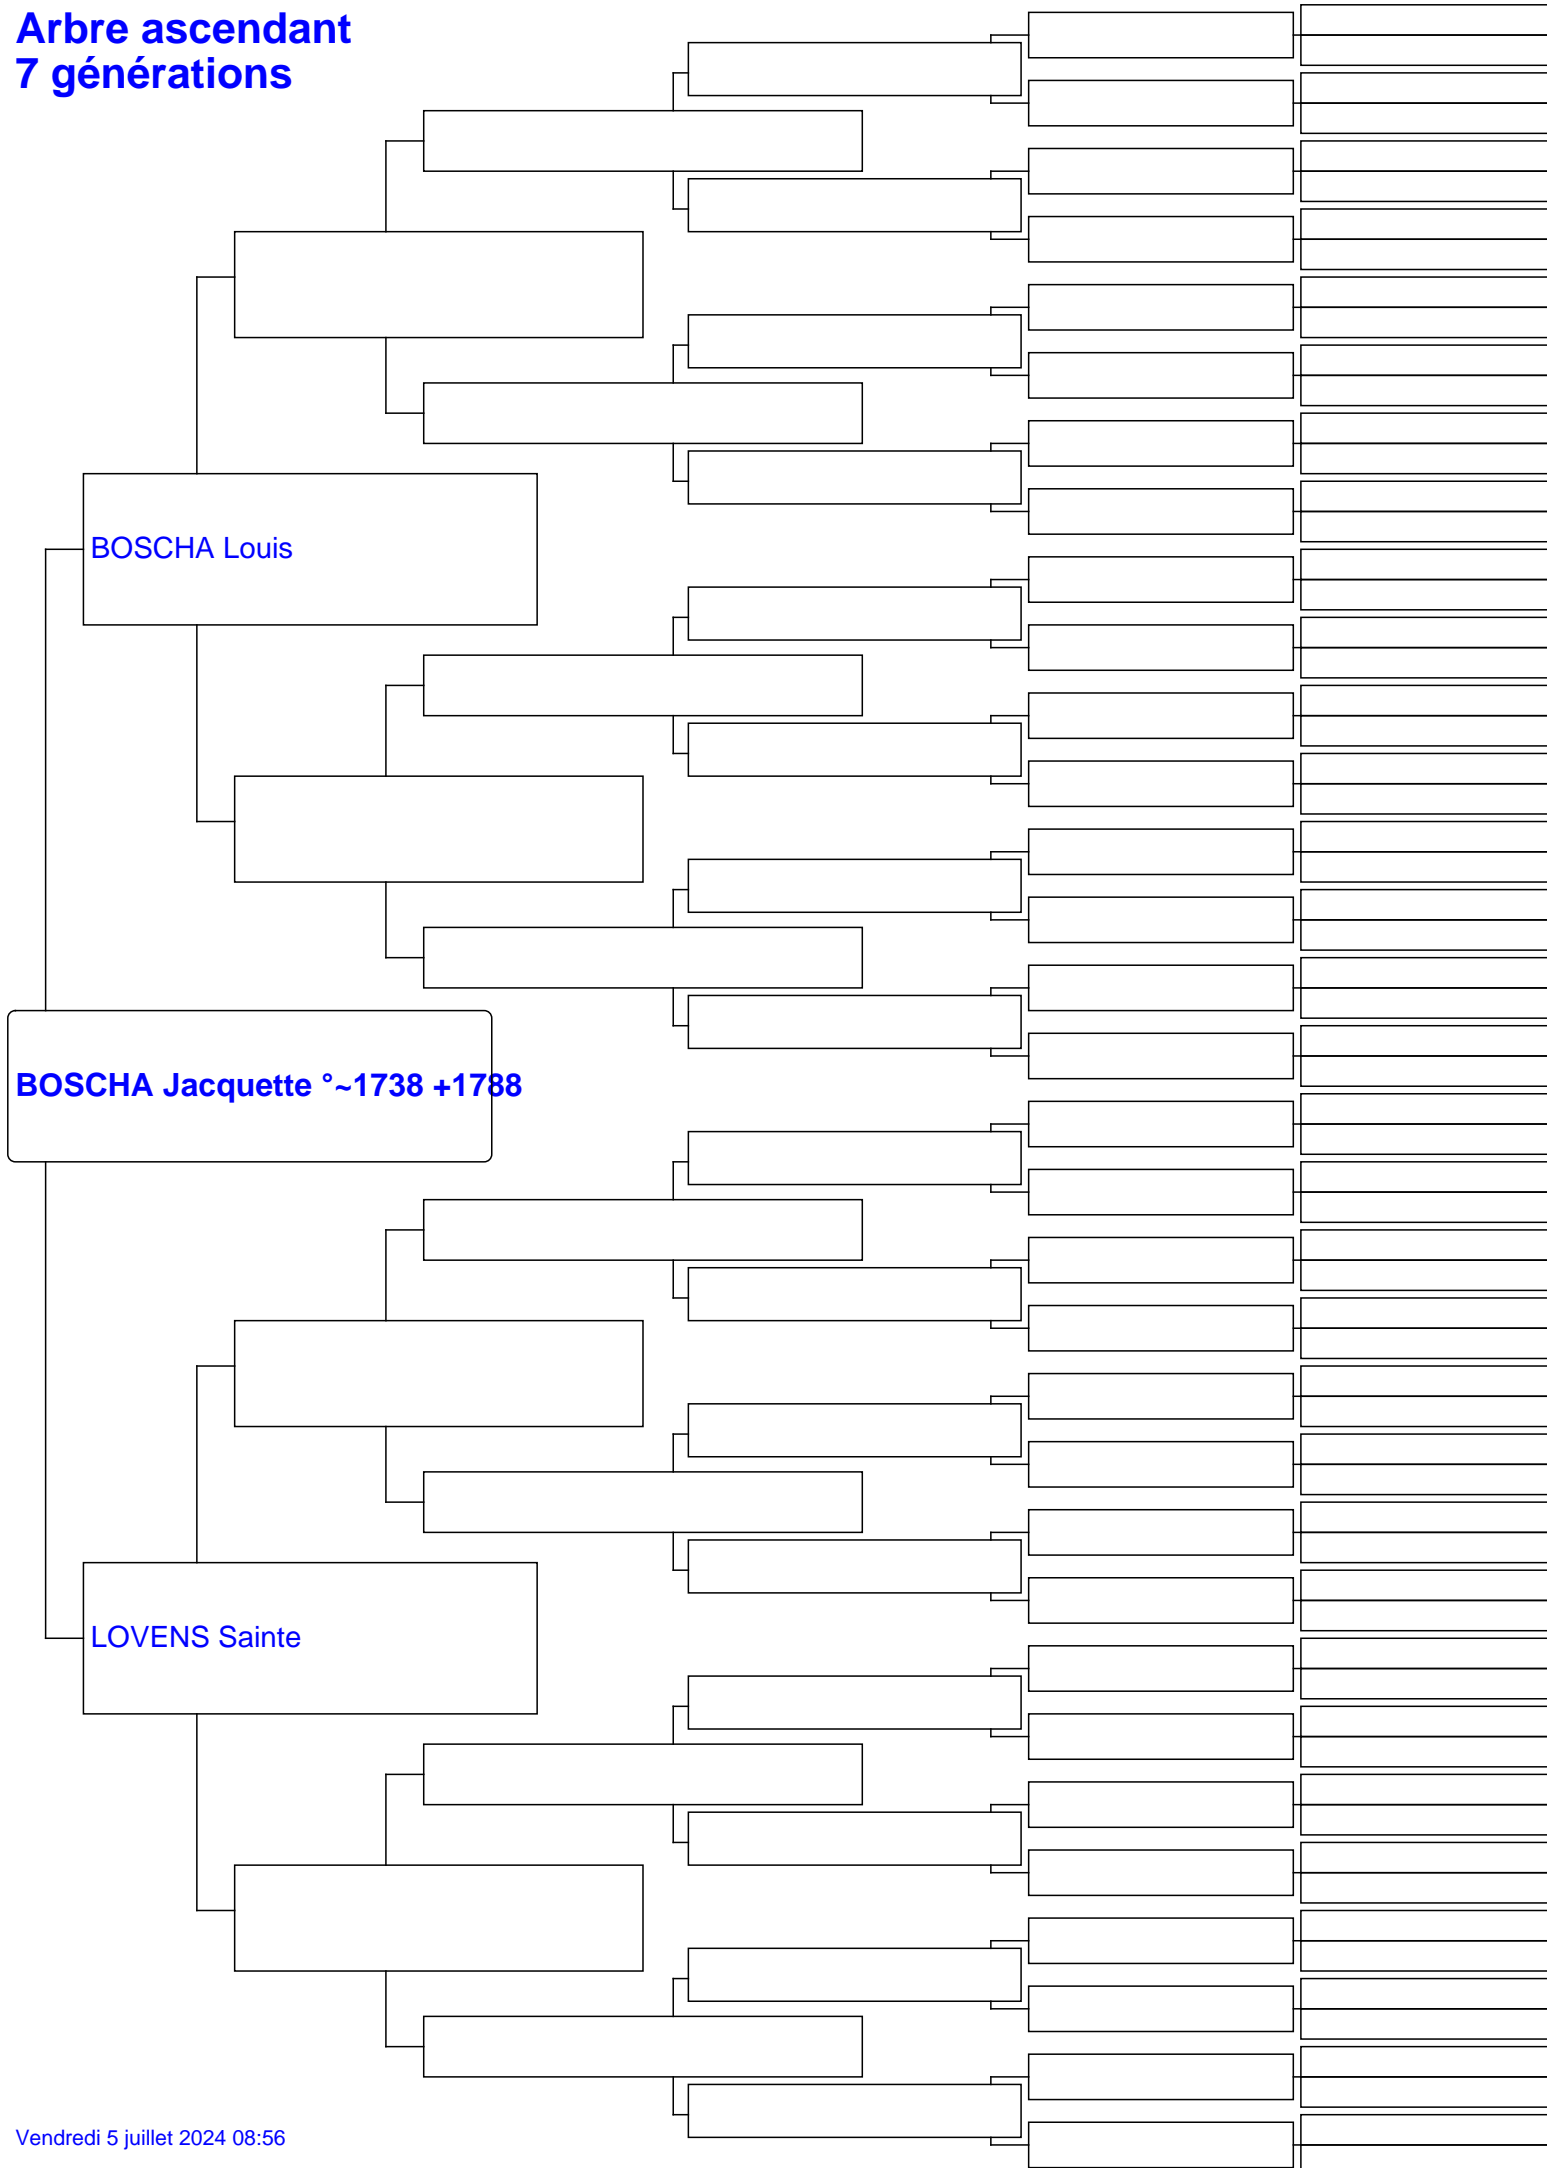 Arbre ascendant
7 générations
BOSCHA Louis
BOSCHA Jacquette °~1738 +1788
LOVENS Sainte
Vendredi 5 juillet 2024 08:56